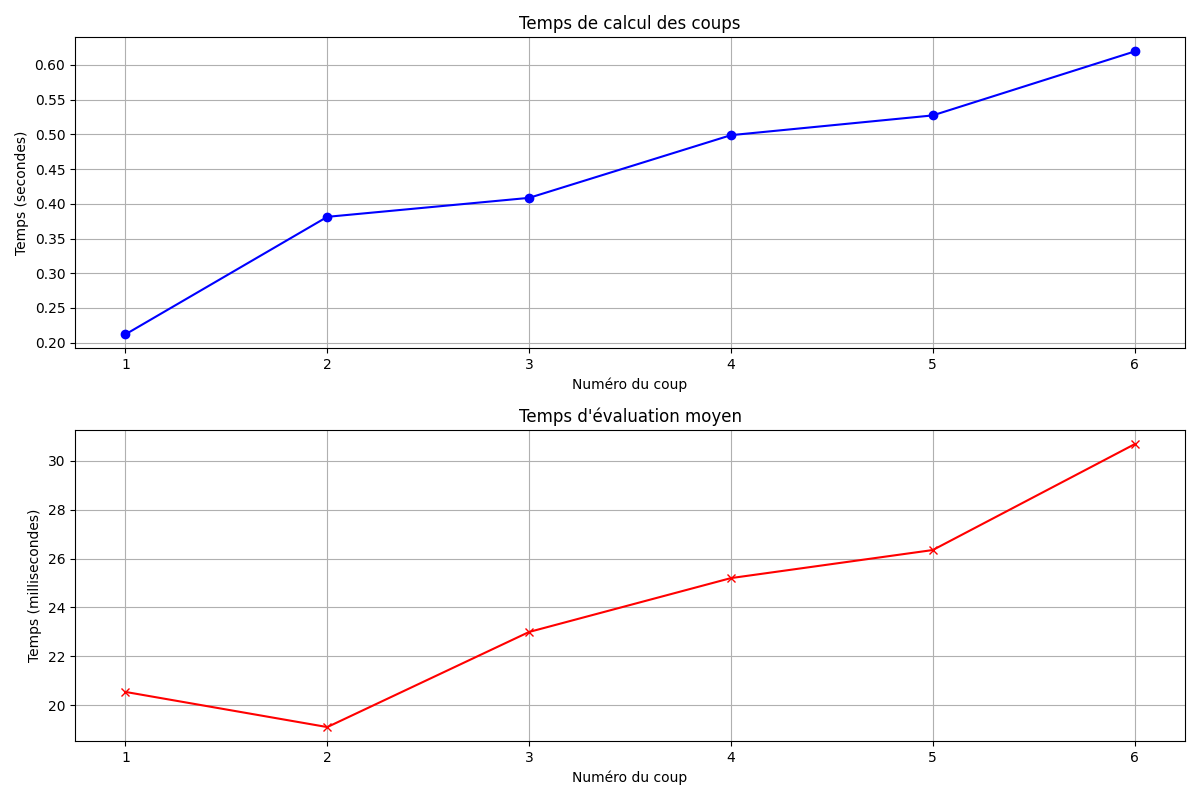 Temps de calcul des coups
0.60
0.55
0.50
0.45
0.40
0.35
0.30
0.25
0.20
Temps (secondes)
1 2 3 4 5 6
Numéro du coup
Temps d'évaluation moyen
30
28
26
24
22
20
Temps (millisecondes)
1 2 3 4 5 6
Numéro du coup